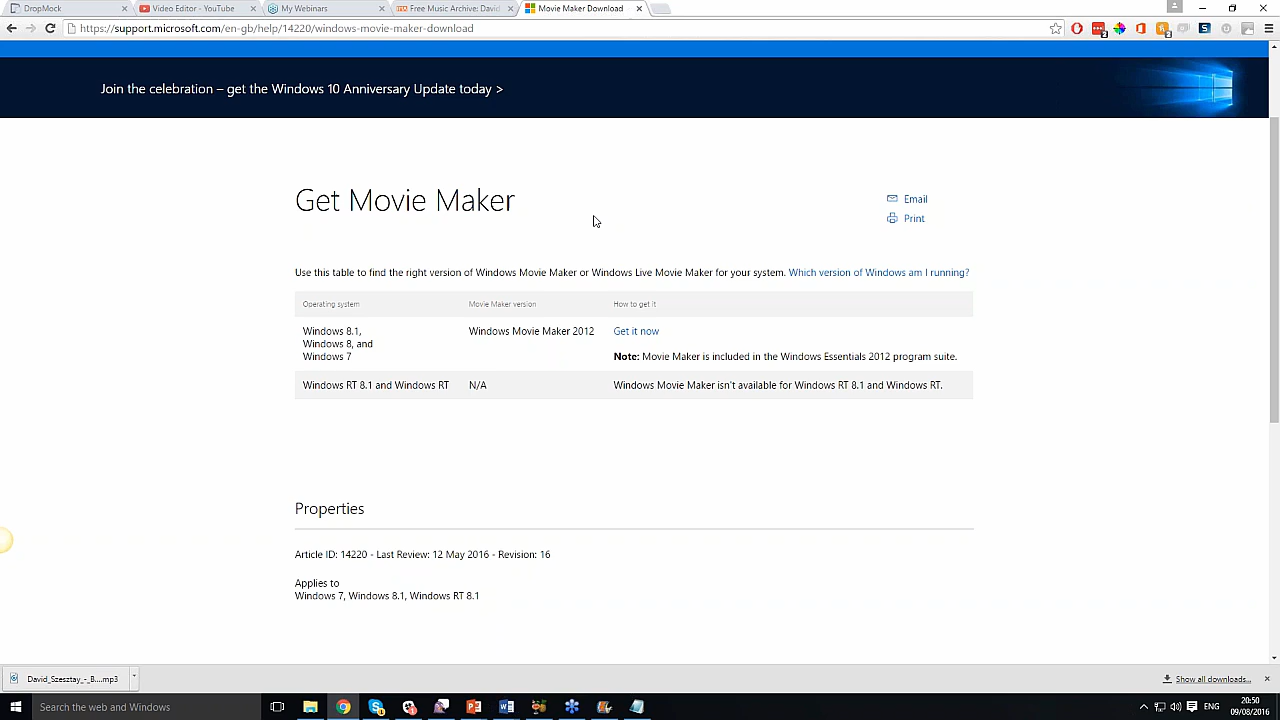 DropMock
Video Editor - YouTube
My Webinars
Free Music Archive: David
Movie Maker Download
https://support.microsoft.com/en-gb/help/14220/windows-movie-maker-download
Join the celebration – get the Windows 10 Anniversary Update today >
Get Movie Maker
Email
Print
Use this table to find the right version of Windows Movie Maker or Windows Live Movie Maker for your system. Which version of Windows am I running?
Operating system Movie Maker version How to get it
Windows 8.1, Windows Movie Maker 2012 Get it now
Windows 8, and
Windows 7 Note: Movie Maker is included in the Windows Essentials 2012 program suite.
Windows RT 8.1 and Windows RT N/A Windows Movie Maker isn't available for Windows RT 8.1 and Windows RT.
Properties
Article ID: 14220 - Last Review: 12 May 2016 - Revision: 16
Applies to
Windows 7, Windows 8.1, Windows RT 8.1
David_Szesztay_-_B....mp3
Show all downloads...
Search the web and Windows
ENG
20:50
09/08/2016